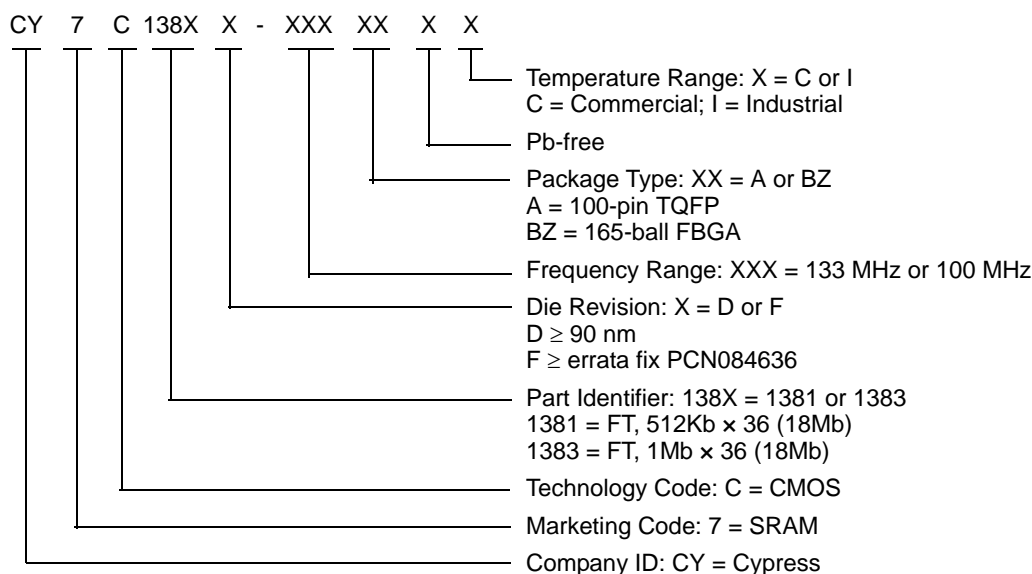 CY 7 C 138X X - XXX XX X X
Temperature Range: X = C or I
C = Commercial; I = Industrial
Pb-free
Package Type: XX = A or BZ
A = 100-pin TQFP
BZ = 165-ball FBGA
Frequency Range: XXX = 133 MHz or 100 MHz
Die Revision: X = D or F
D ≥ 90 nm
F ≥ errata fix PCN084636
Part Identifier: 138X = 1381 or 1383
1381 = FT, 512Kb × 36 (18Mb)
1383 = FT, 1Mb × 36 (18Mb)
Technology Code: C = CMOS
Marketing Code: 7 = SRAM
Company ID: CY = Cypress